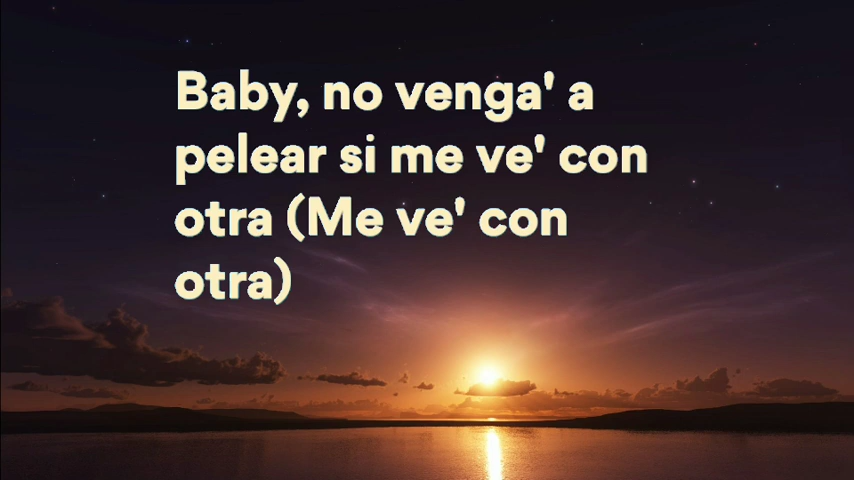 Baby, no venga' a
pelear si me ve' con
otra (Me ve' con
otra)